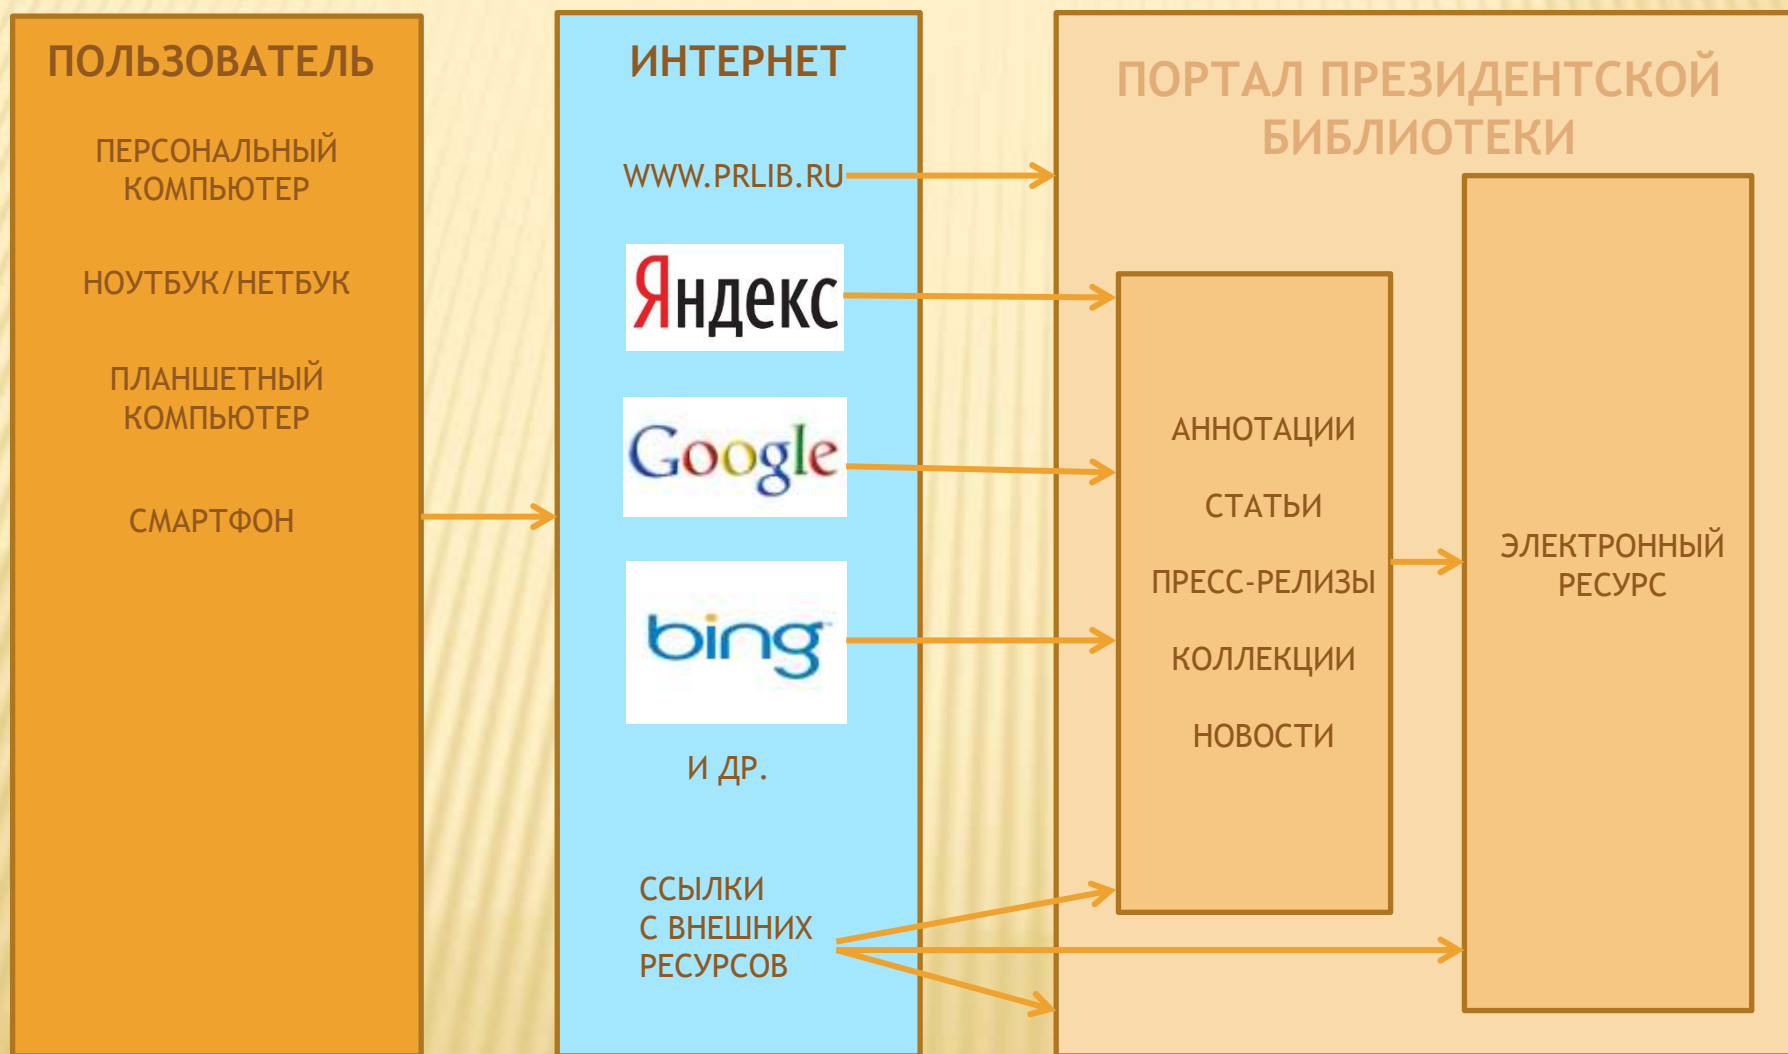 ПОЛЬЗОВАТЕЛЬ
ПЕРСОНАЛЬНЫЙ
КОМПЬЮТЕР
НОУТБУК/НЕТБУК
ПЛАНШЕТНЫЙ
КОМПЬЮТЕР
СМАРТФОН
ИНТЕРНЕТ
WWW.PRLIB.RU
Яндекс
Google
bing
И ДР.
ССЫЛКИ
С ВНЕШНИХ
РЕСУРСОВ
ПОРТАЛ ПРЕЗИДЕНТСКОЙ
БИБЛИОТЕКИ
АННОТАЦИИ
СТАТЬИ
ПРЕСС-РЕЛИЗЫ
КОЛЛЕКЦИИ
НОВОСТИ
ЭЛЕКТРОННЫЙ
РЕСУРС